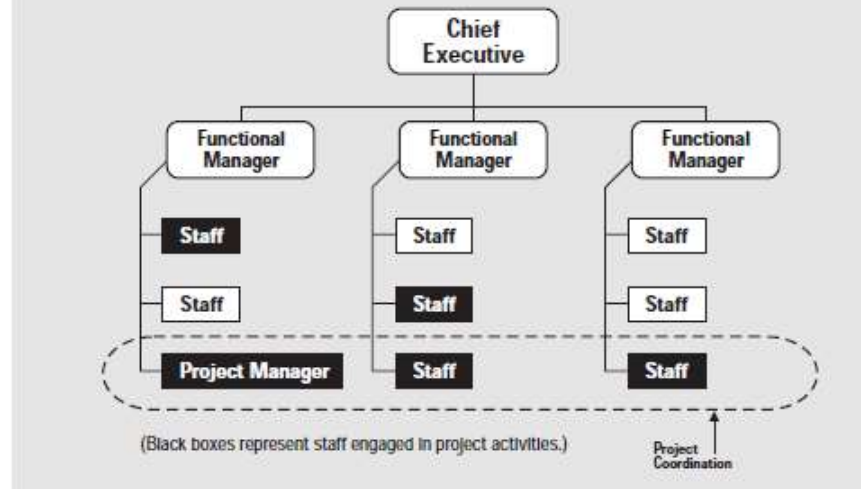 Chief
Executive
Functional
Manager
Functional
Manager
Functional
Manager
Staff
Staff
Staff
Staff
Staff
Staff
Project Manager
Staff
Staff
(Black boxes represent staff engaged in project activities.)
Project
Coordination